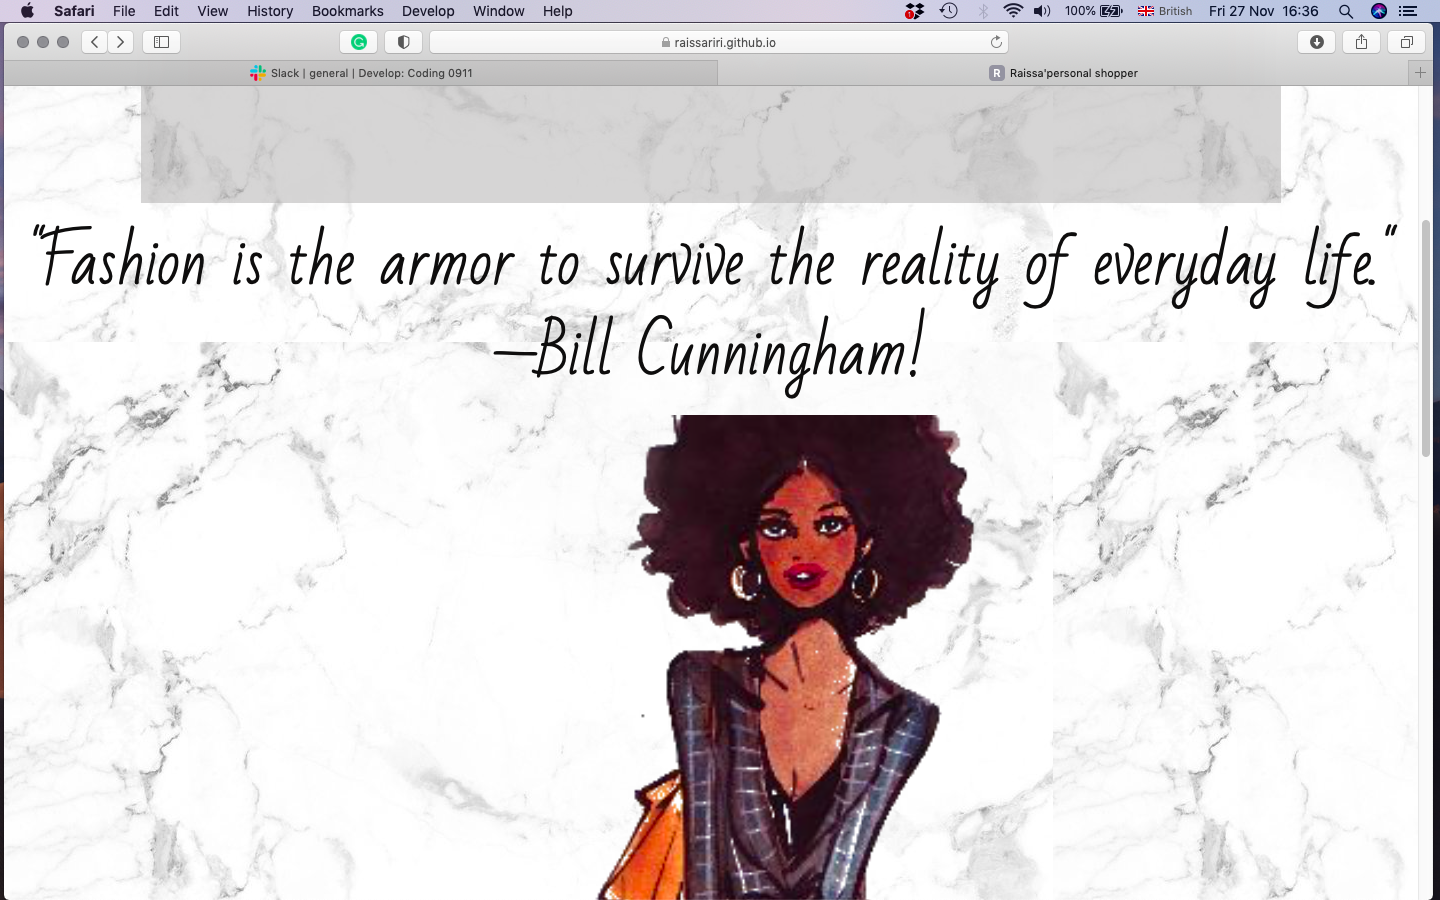 Safari File Edit View History Bookmarks Develop Window Help 100% British Fri 27 Nov 16:36
raissariri.github.io
Slack | general | Develop: Coding 0911
R Raissa'personal shopper
"Fashion is the armor to survive the reality of everyday life."
—Bill Cunningham!